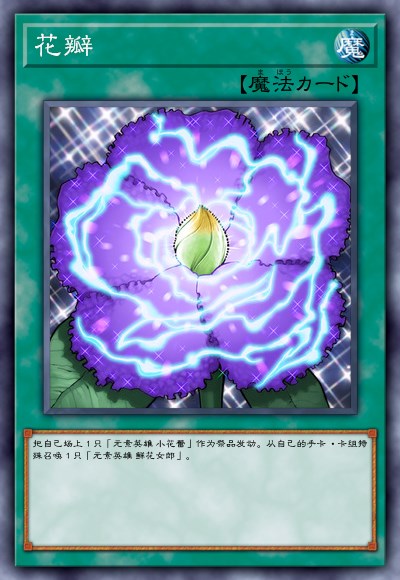 花瓣
魔
【魔法カード】
ま ほう
把自己场上1只「元素英雄 小花蕾」作为祭品发动。从自己的手卡·卡组特
殊召唤1只「元素英雄 鲜花女郎」。